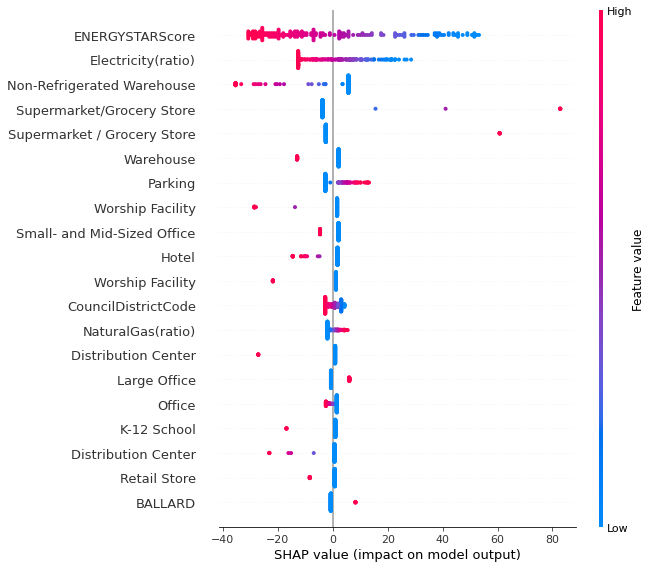 High
ENERGYSTARScore
Electricity(ratio)
Non-Refrigerated Warehouse
Supermarket/Grocery Store
Supermarket / Grocery Store
Warehouse
Parking
Worship Facility
Small- and Mid-Sized Office
Hotel
Worship Facility
CouncilDistrictCode
NaturalGas(ratio)
Distribution Center
Large Office
Office
K-12 School
Distribution Center
Retail Store
BALLARD
Feature value
Low
−40 −20 0 20 40 60 80
SHAP value (impact on model output)